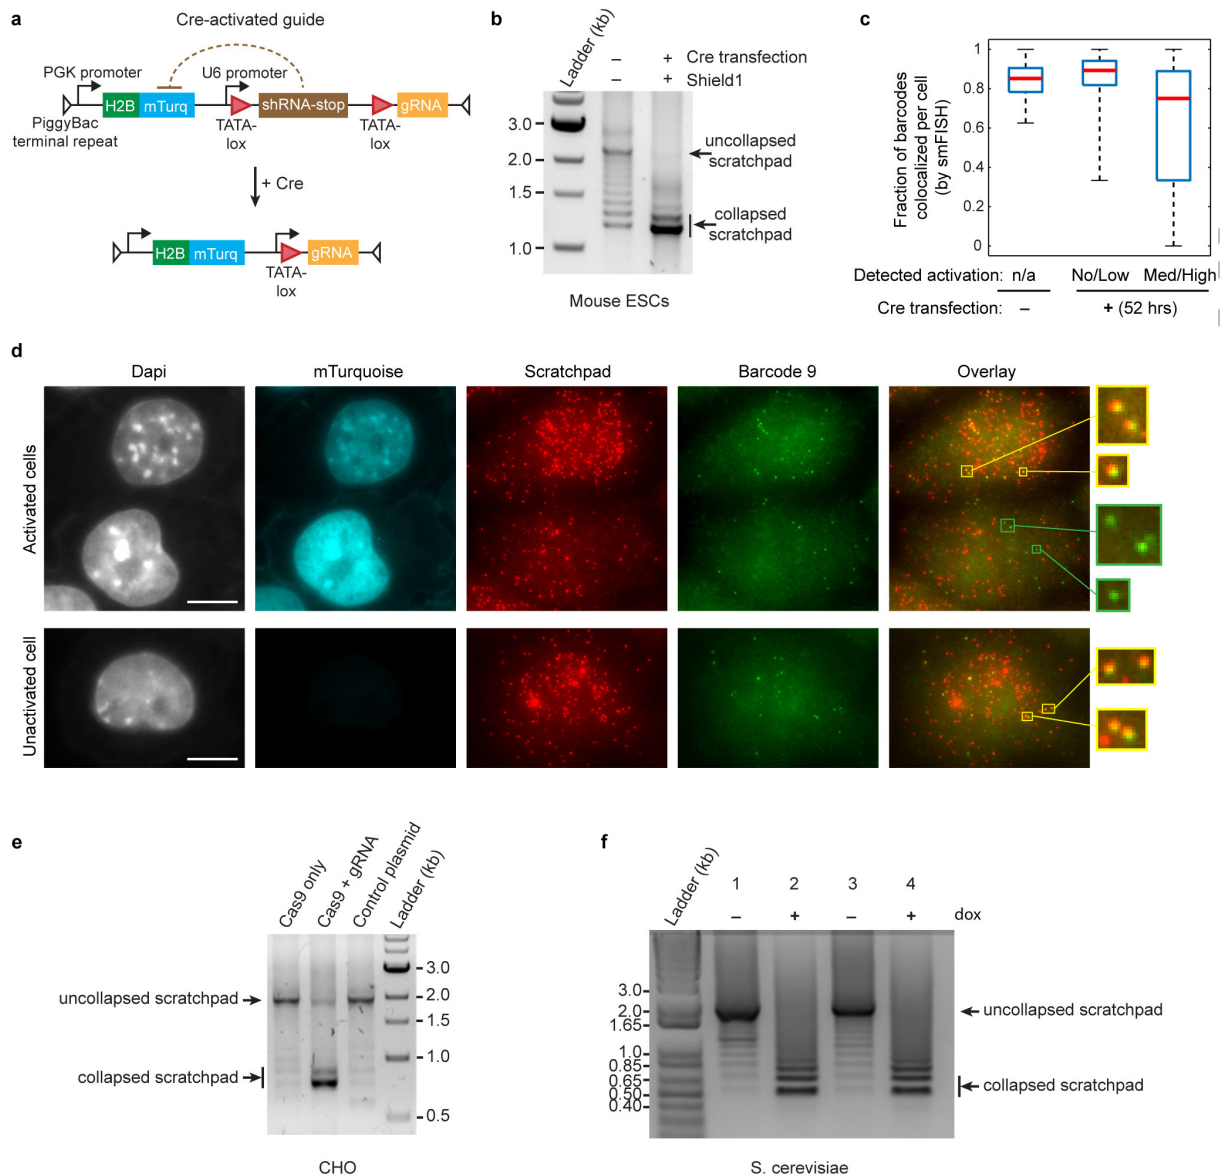 a
Cre-activated guide
PGK promoter
U6 promoter
H2B
mTurq
shRNA-stop
gRNA
PiggyBac
terminal repeat
TATA-
lox
TATA-
lox
+ Cre
H2B
mTurq
gRNA
TATA-
lox
b
Ladder (kb)
– + Cre transfection
– + Shield1
3.0
2.0
1.5
1.0
uncollapsed
scratchpad
collapsed
scratchpad
Mouse ESCs
c
Fraction of barcodes
colocalized per cell
(by smFISH)
1
0.8
0.6
0.4
0.2
0
Detected activation: n/a No/Low Med/High
Cre transfection: – + (52 hrs)
d
Dapi mTurquoise Scratchpad Barcode 9 Overlay
Activated cells
Unactivated cell
e
Cas9 only
Cas9 + gRNA
Control plasmid
Ladder (kb)
3.0
2.0
1.5
1.0
0.5
uncollapsed scratchpad
collapsed scratchpad
CHO
f
Ladder (kb)
1 2 3 4
– + – + dox
3.0
2.0
1.65
1.0
0.85
0.65
0.50
0.40
uncollapsed scratchpad
collapsed scratchpad
S. cerevisiae